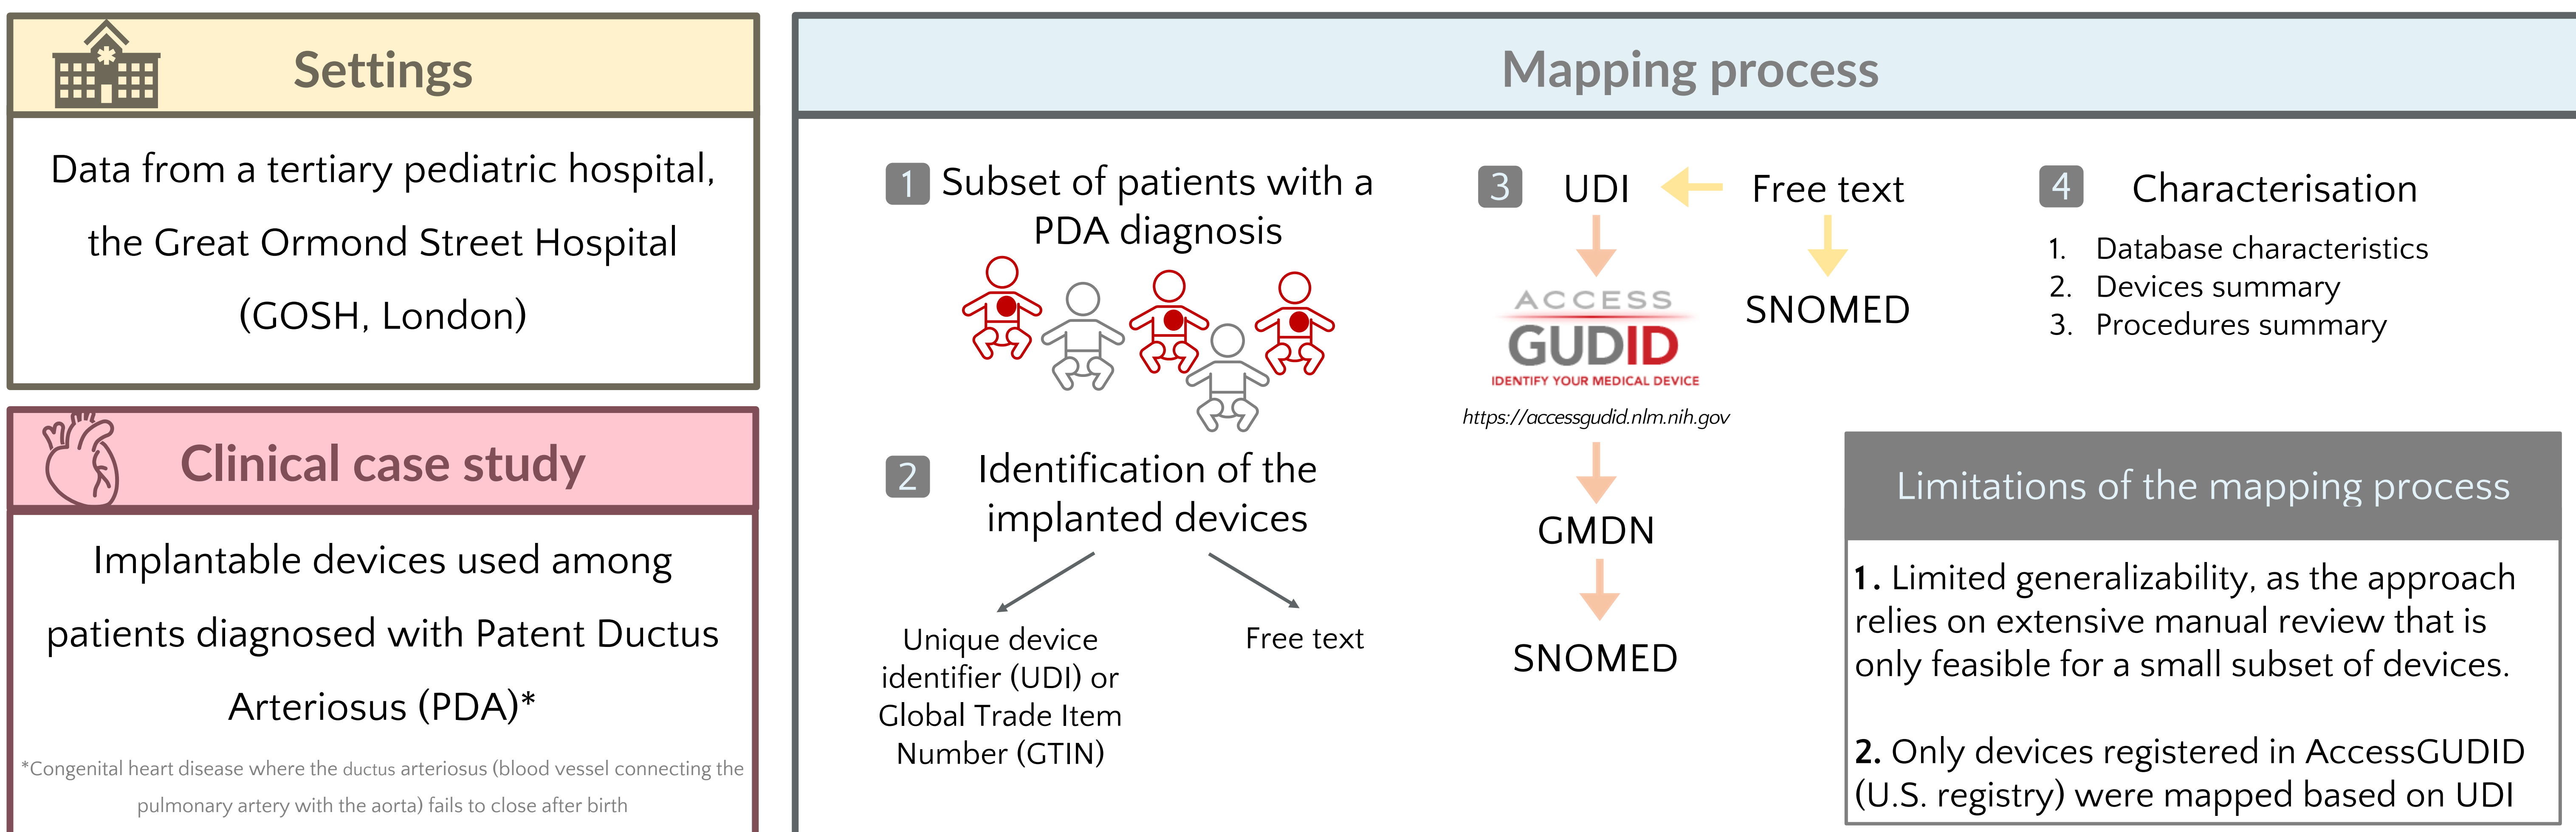 Settings
Data from a tertiary pediatric hospital,
the Great Ormond Street Hospital
(GOSH, London)
Clinical case study
Implantable devices used among
patients diagnosed with Patent Ductus
Arteriosus (PDA)*
*Congenital heart disease where the ductus arteriosus (blood vessel connecting the
pulmonary artery with the aorta) fails to close after birth
Mapping process
1 Subset of patients with a
PDA diagnosis
2 Identification of the
implanted devices
Unique device
identifier (UDI) or
Global Trade Item
Number (GTIN)
Free text
3 UDI Free text
SNOMED
ACCESS
GUDID
IDENTIFY YOUR MEDICAL DEVICE
https://accessgudid.nlm.nih.gov
GMDN
SNOMED
4 Characterisation
1. Database characteristics
2. Devices summary
3. Procedures summary
Limitations of the mapping process
1. Limited generalizability, as the approach
relies on extensive manual review that is
only feasible for a small subset of devices.
2. Only devices registered in AccessGUDID
(U.S. registry) were mapped based on UDI